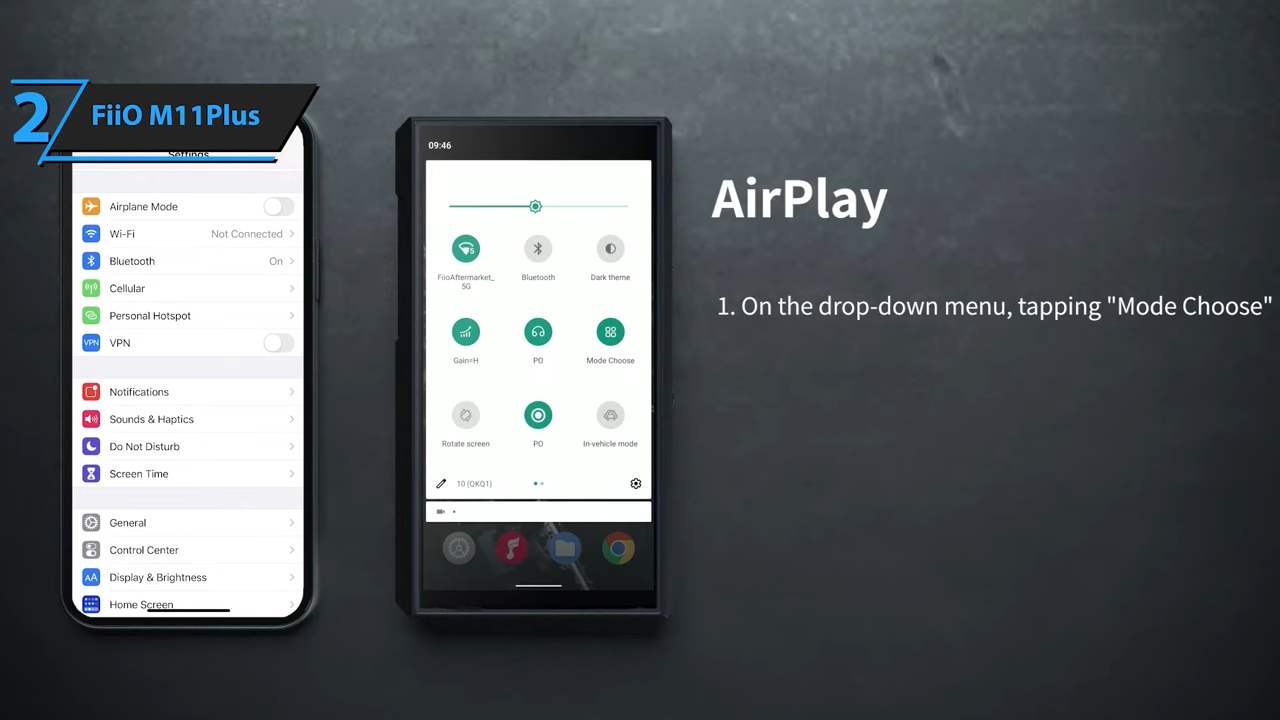 2 FiiO M11Plus
Settings
Airplane Mode
Wi-Fi Not Connected
Bluetooth On
Cellular
Personal Hotspot
VPN VPN
Notifications
Sounds & Haptics
Do Not Disturb
Screen Time
General
Control Center
AA Display & Brightness
Home Screen
09:46
5
FiioAftermarket_
5G
Bluetooth
Dark theme
Gain=H
PO
Mode Choose
Rotate screen
PO
In-vehicle mode
10 (QKQ1)
AirPlay
1. On the drop-down menu, tapping "Mode Choose"